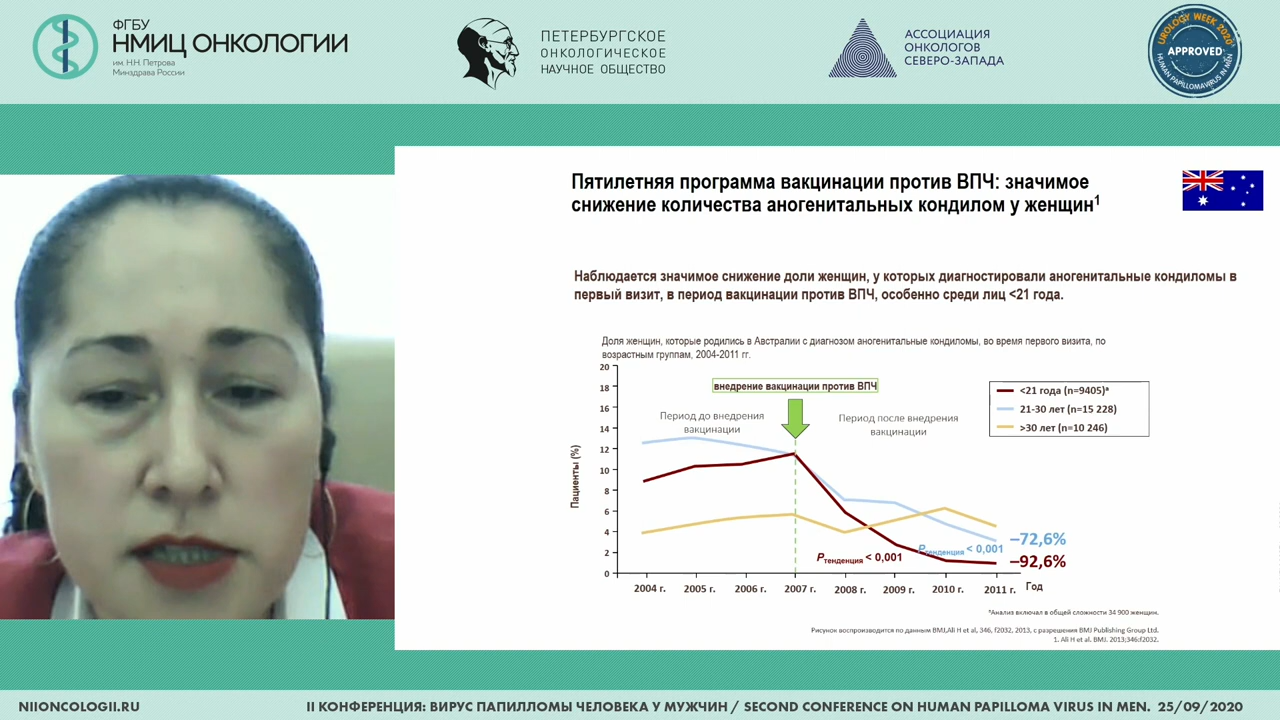 ФГБУ
НМИЦ ОНКОЛОГИИ
им. Н.Н. Петрова
Минздрава России
ПЕТЕРБУРГСКОЕ
ОНКОЛОГИЧЕСКОЕ
НАУЧНОЕ ОБЩЕСТВО
АССОЦИАЦИЯ
ОНКОЛОГОВ
СЕВЕРО-ЗАПАДА
UROLOGY WEEK 2020
APPROVED
HUMAN PAPILLOMAVIRUS IN MEN
Пятилетняя программа вакцинации против ВПЧ: значимое
снижение количества аногенитальных кондилом у женщин1
Наблюдается значимое снижение доли женщин, у которых диагностировали аногенитальные кондиломы в
первый визит, в период вакцинации против ВПЧ, особенно среди лиц <21 года.
Доля женщин, которые родились в Австралии с диагнозом аногенитальные кондиломы, во время первого визита, по
возрастным группам, 2004-2011 гг.
внедрение вакцинации против ВПЧ
Период до внедрения
вакцинации
Период после внедрения
вакцинации
<21 года (n=9405)ª
21-30 лет (n=15 228)
>30 лет (n=10 246)
Пациенты (%)
20
18
16
14
12
10
8
6
4
2
0
Pтенденция < 0,001
Pтенденция < 0,001
–72,6%
–92,6%
2004 г. 2005 г. 2006 г. 2007 г. 2008 г. 2009 г. 2010 г. 2011 г. Год
ªАнализ включал в общей сложности 34 900 женщин.
Рисунок воспроизводится по данным BMJ,Ali H et al, 346, f2032, 2013, с разрешения BMJ Publishing Group Ltd.
1. Ali H et al. BMJ. 2013;346:f2032.
NIIONCOLOGII.RU
II КОНФЕРЕНЦИЯ: ВИРУС ПАПИЛЛОМЫ ЧЕЛОВЕКА У МУЖЧИН / SECOND CONFERENCE ON HUMAN PAPILLOMA VIRUS IN MEN. 25/09/2020